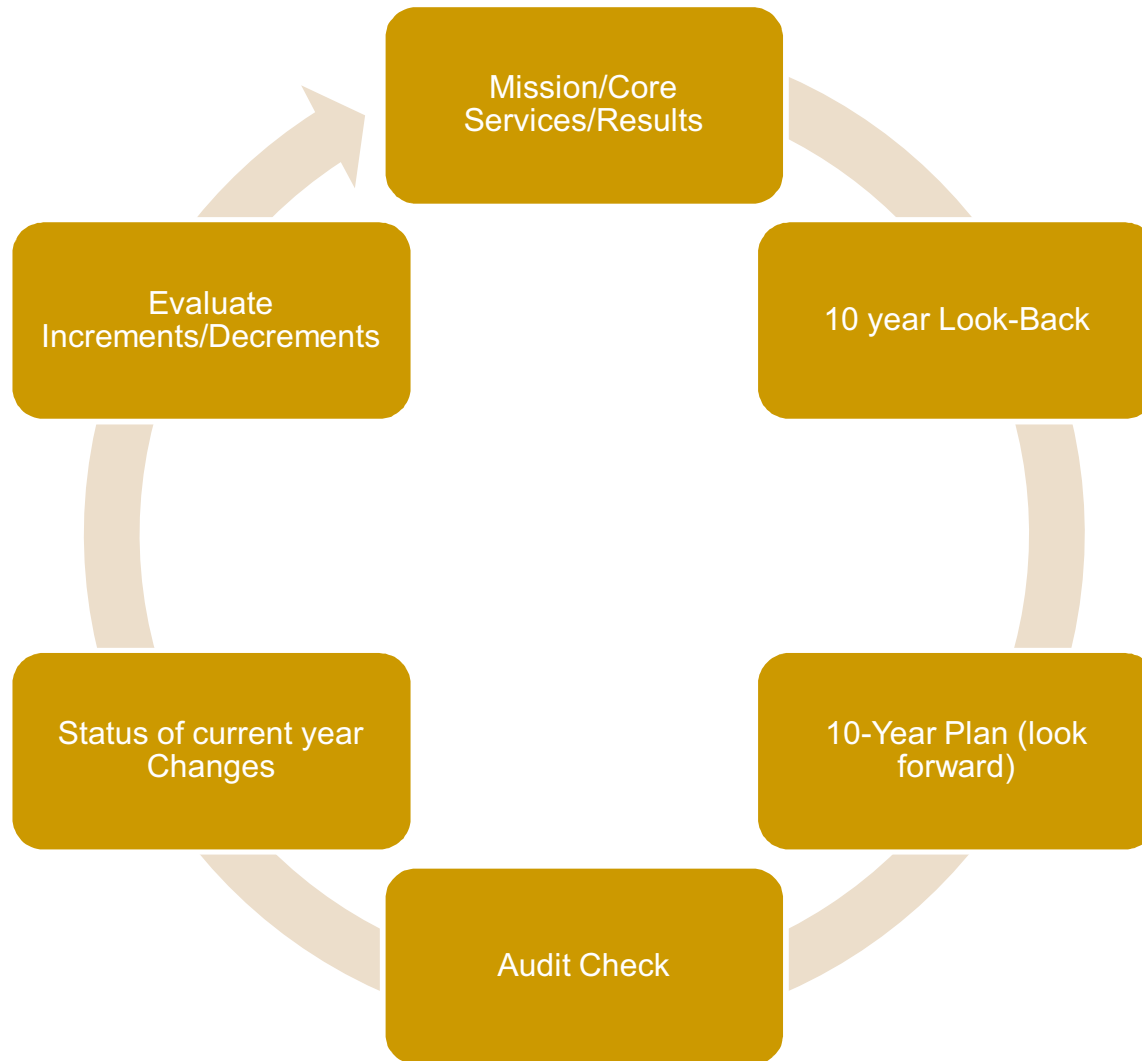 Mission/Core
Services/Results
10 year Look-Back
10-Year Plan (look
forward)
Audit Check
Status of current year
Changes
Evaluate
Increments/Decrements